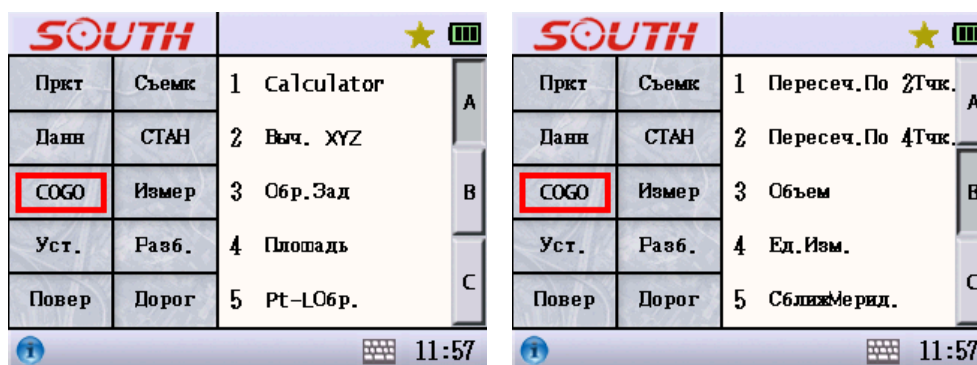 SOUTH
Пркт Съемк
Данн СТАН
COGO Измер
Уст. Разб.
Повер Дорог
1 Calculator
2 Выч. XYZ
3 Обр.Зад
4 Площадь
5 Pt-LОбр.
A
B
C
11:57
SOUTH
Пркт Съемк
Данн СТАН
COGO Измер
Уст. Разб.
Повер Дорог
1 Пересеч.По 2Тчк.
2 Пересеч.По 4Тчк.
3 Объем
4 Ед.Изм.
5 СближМерид.
A
B
C
11:57